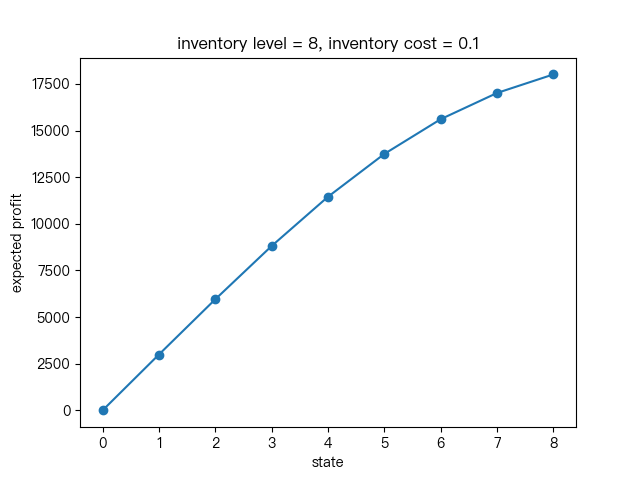 inventory level = 8, inventory cost = 0.1
17500
15000
12500
10000
7500
5000
2500
0
expected profit
0 1 2 3 4 5 6 7 8
state